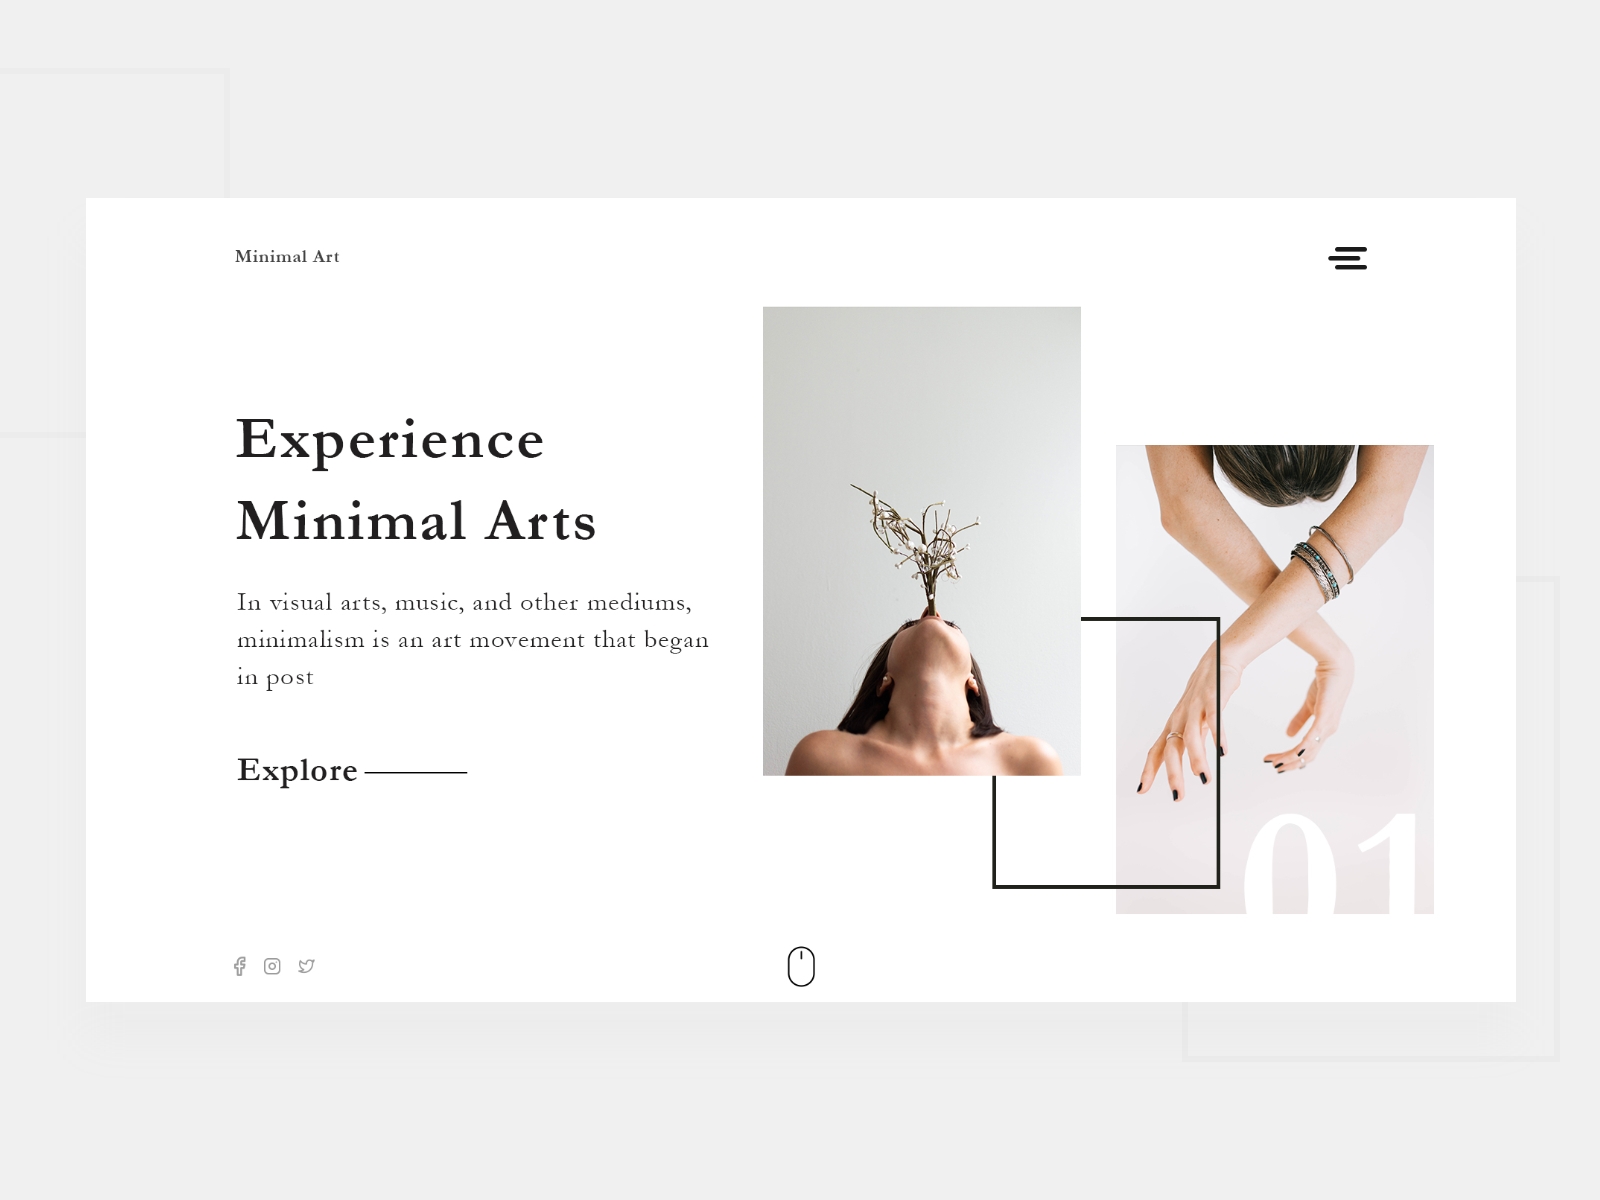 Minimal Art
Experience
Minimal Arts
In visual arts, music, and other mediums,
minimalism is an art movement that began
in post
Explore
01